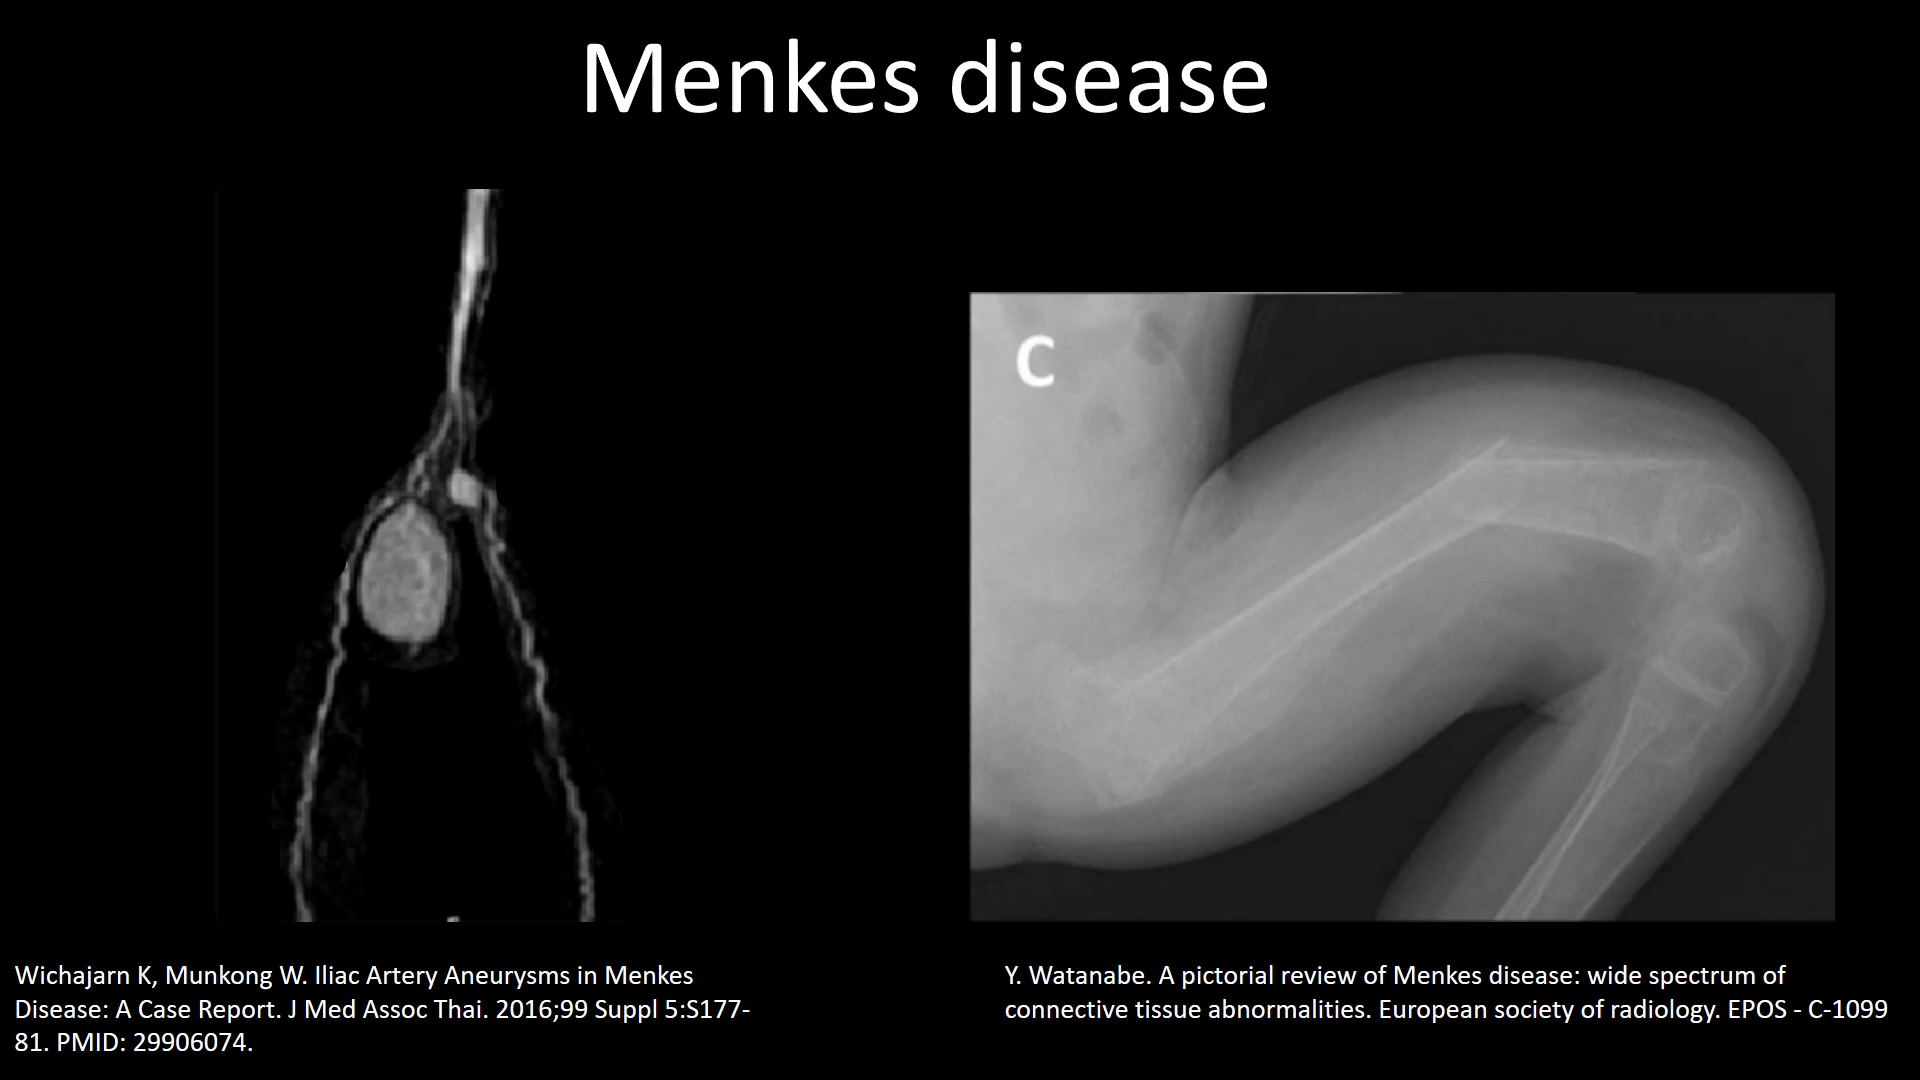 Menkes disease
C
Wichajarn K, Munkong W. Iliac Artery Aneurysms in Menkes
Disease: A Case Report. J Med Assoc Thai. 2016;99 Suppl 5:S177-
81. PMID: 29906074.
Y. Watanabe. A pictorial review of Menkes disease: wide spectrum of
connective tissue abnormalities. European society of radiology. EPOS - C-1099